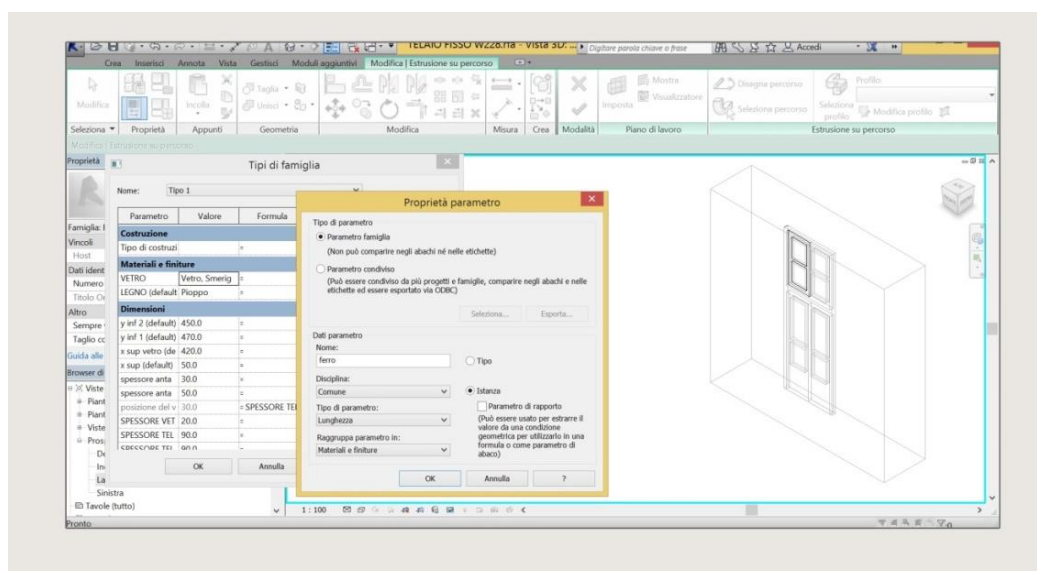 TELAIO FISSO W228.rfa - Vista 3D: ...
Digitare parola chiave o frase
Accedi
Crea Inserisci Annota Vista Gestisci Moduli aggiuntivi Modifica | Estrusione su percorso
Modifica
Incolla
Taglia
Unisci
Imposta
Mostra
Visualizzatore
Disegna percorso
Seleziona percorso
Seleziona profilo
Profilo:
Modifica profilo
Seleziona Proprietà Appunti Geometria Modifica Misura Crea Modalità Piano di lavoro Estrusione su percorso
Modifica | Estrusione su percorso
Proprietà
Famiglia:
Vincoli
Host
Dati ident
Numero
Titolo
Altro
Sempre
Taglio
Guida alle
Browser di
Viste
Piant
Piant
Viste
Pros
In
La
Sinistra
Tavole (tutto)
Pronto
Tipi di famiglia
Nome: Tipo 1
Parametro Valore Formula
Costruzione
Tipo di costruzi =
Materiali e finiture
VETRO Vetro, Smerig =
LEGNO (default Pioppo =
Dimensioni
y inf 2 (default) 450.0 =
y inf 1 (default) 470.0 =
x sup vetro (de 420.0 =
x sup (default) 50.0 =
spessore anta 30.0 =
spessore anta 50.0 =
posizione del v 30.0 = SPESSORE TEL
SPESSORE VET 20.0 =
SPESSORE TEL 90.0 =
SPESSORE TEL 90.0 =
OK Annulla
Proprietà parametro
Tipo di parametro
Parametro famiglia
(Non può comparire negli abachi né nelle etichette)
Parametro condiviso
(Può essere condiviso da più progetti e famiglie, comparire negli abachi e nelle
etichette ed essere esportato via ODBC)
Seleziona... Esporta...
Dati parametro
Nome:
ferro
Tipo
Disciplina:
Comune
Istanza
Tipo di parametro:
Lunghezza
Parametro di rapporto
(Può essere usato per estrarre il
valore da una condizione
geometrica per utilizzarlo in una
formula o come parametro di
abaco)
Raggruppa parametro in:
Materiali e finiture
OK Annulla ?
1 : 100